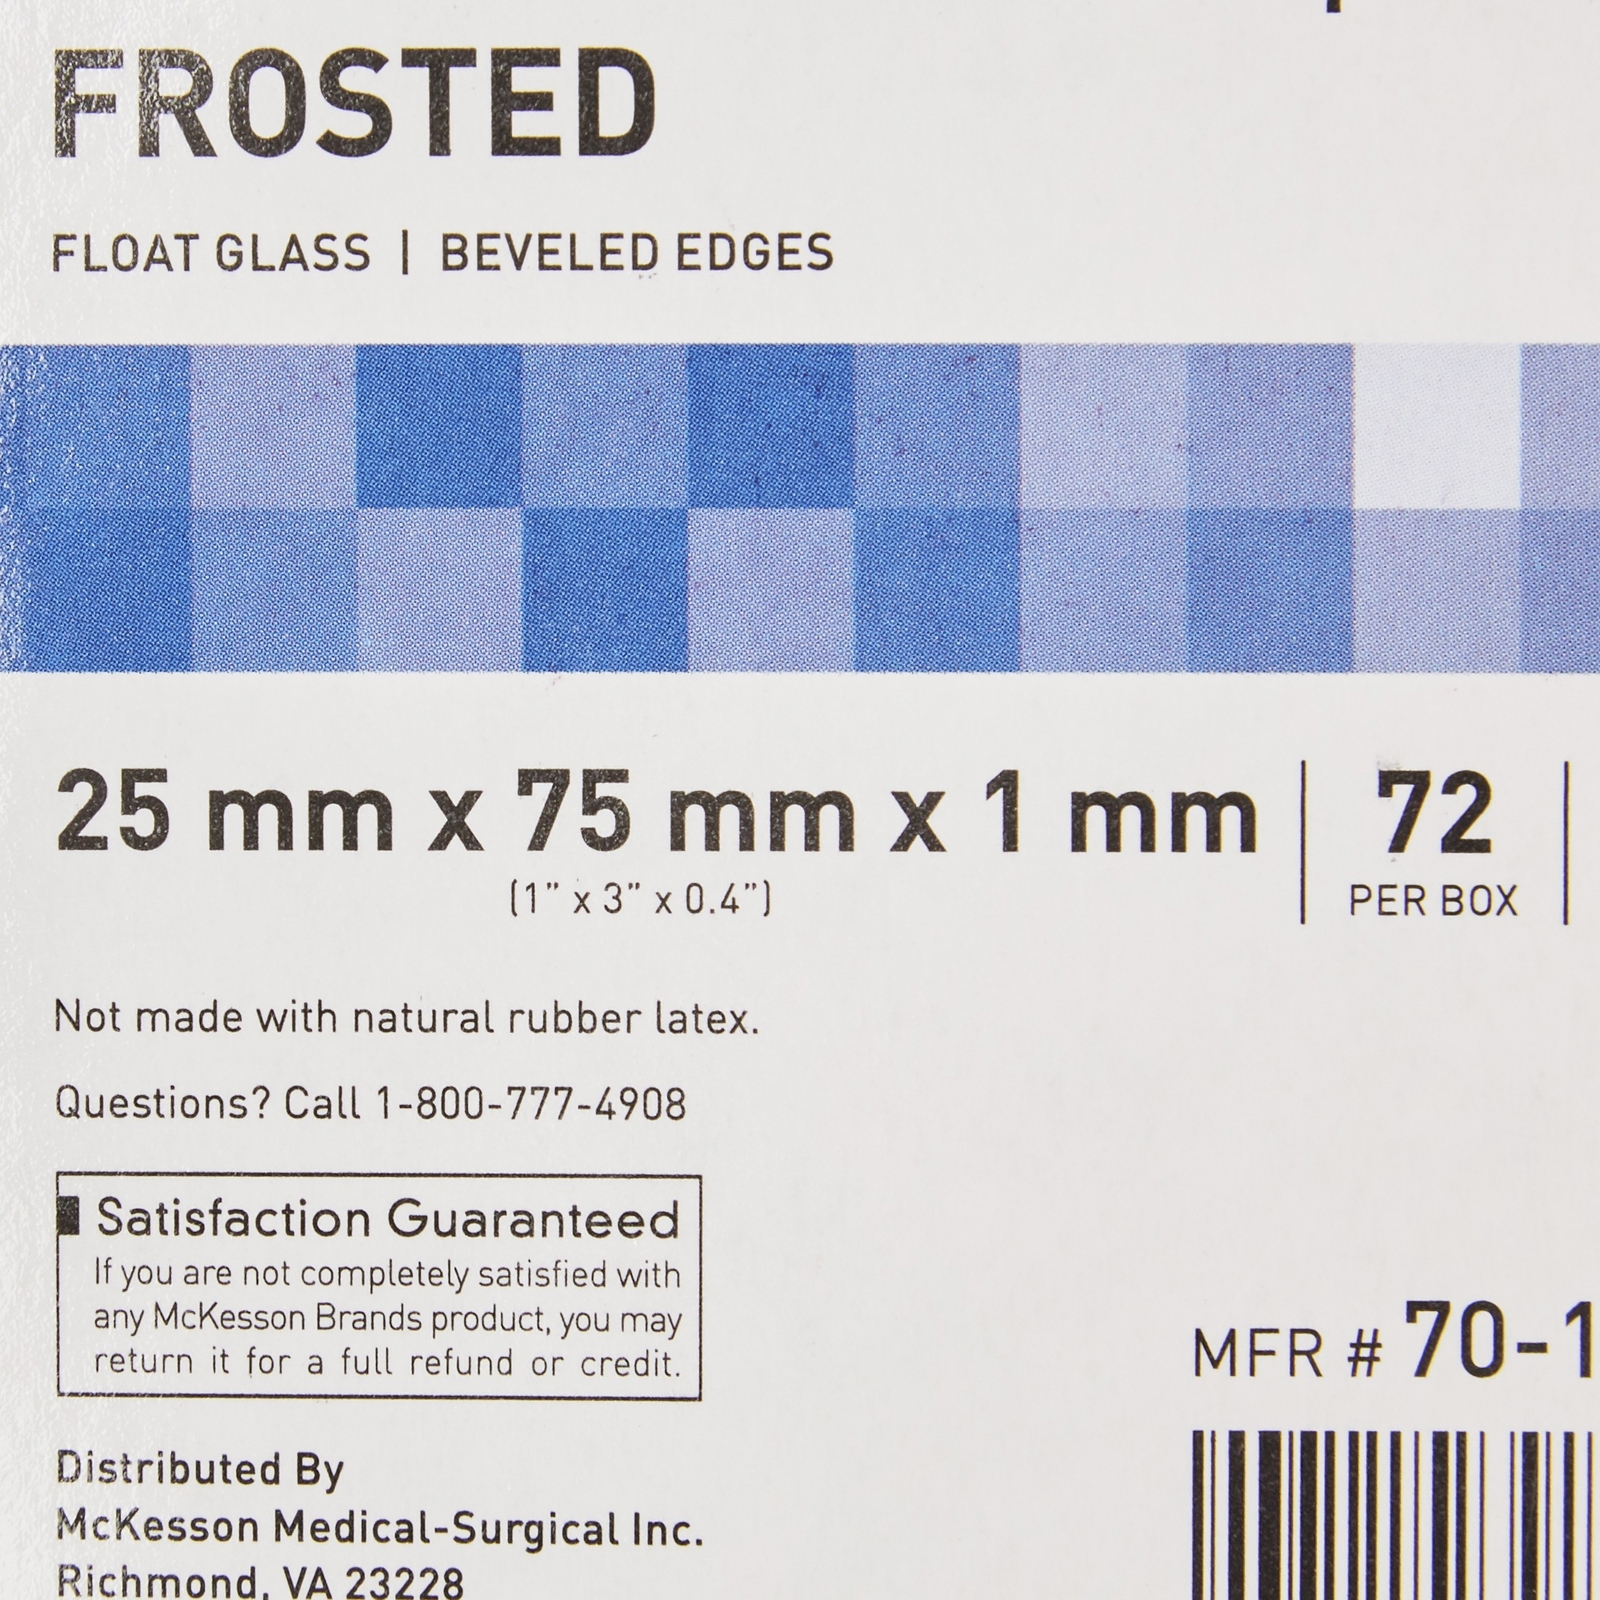 FROSTED
FLOAT GLASS | BEVELED EDGES
25 mm x 75 mm x 1 mm | 72 |
(1" x 3" x 0.4") PER BOX
Not made with natural rubber latex.
Questions? Call 1-800-777-4908
Satisfaction Guaranteed
If you are not completely satisfied with
any McKesson Brands product, you may
return it for a full refund or credit.
MFR # 70-1
Distributed By
McKesson Medical-Surgical Inc.
Richmond, VA 23228